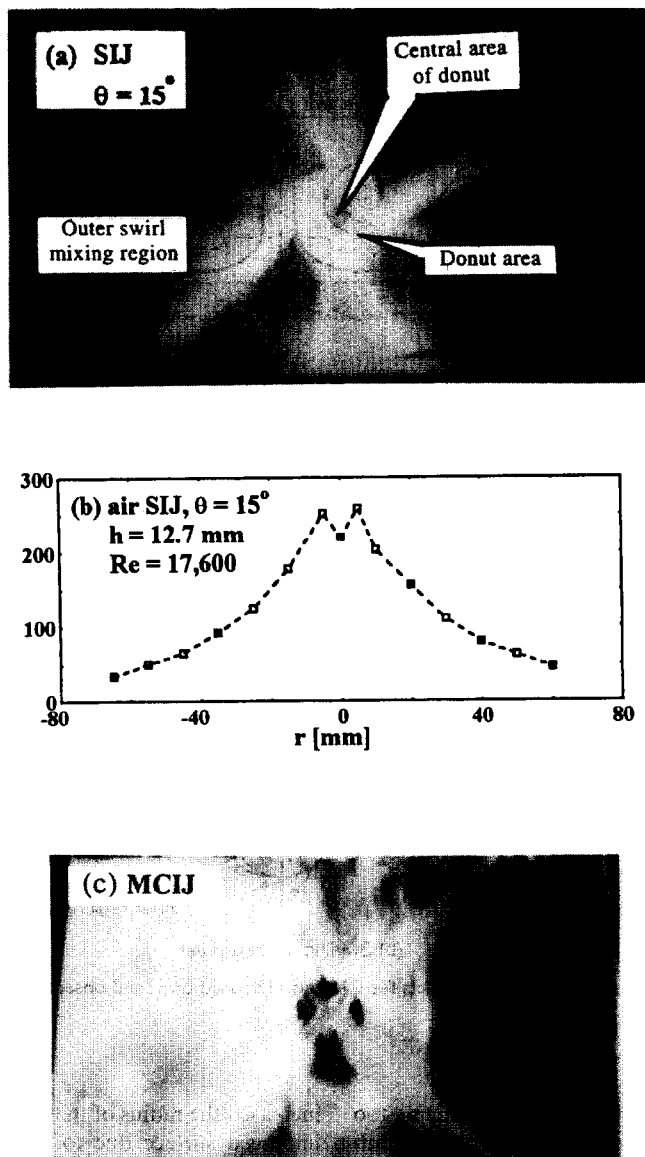 (a) SIJ
θ = 15°
Central area
of donut
Outer swirl
mixing region
Donut area
300
200
100
0
(b) air SIJ, θ = 15°
h = 12.7 mm
Re = 17,600
-80
-40
0
40
80
r [mm]
(c) MCIJ